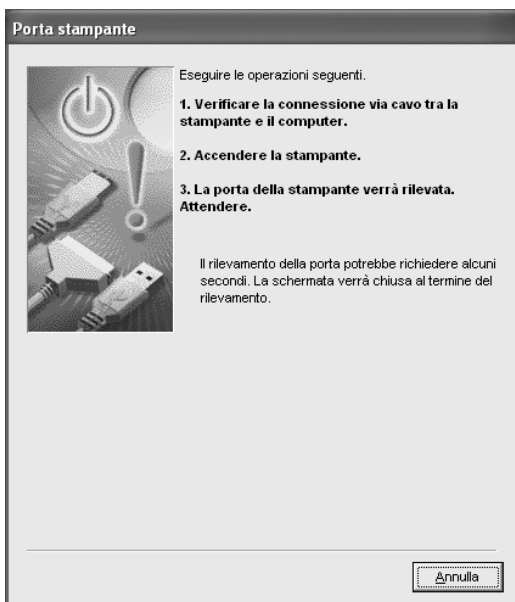 Porta stampante
Eseguire le operazioni seguenti.
1. Verificare la connessione via cavo tra la
stampante e il computer.
2. Accendere la stampante.
3. La porta della stampante verrà rilevata.
Attendere.
Il rilevamento della porta potrebbe richiedere alcuni
secondi. La schermata verrà chiusa al termine del
rilevamento.
Annulla